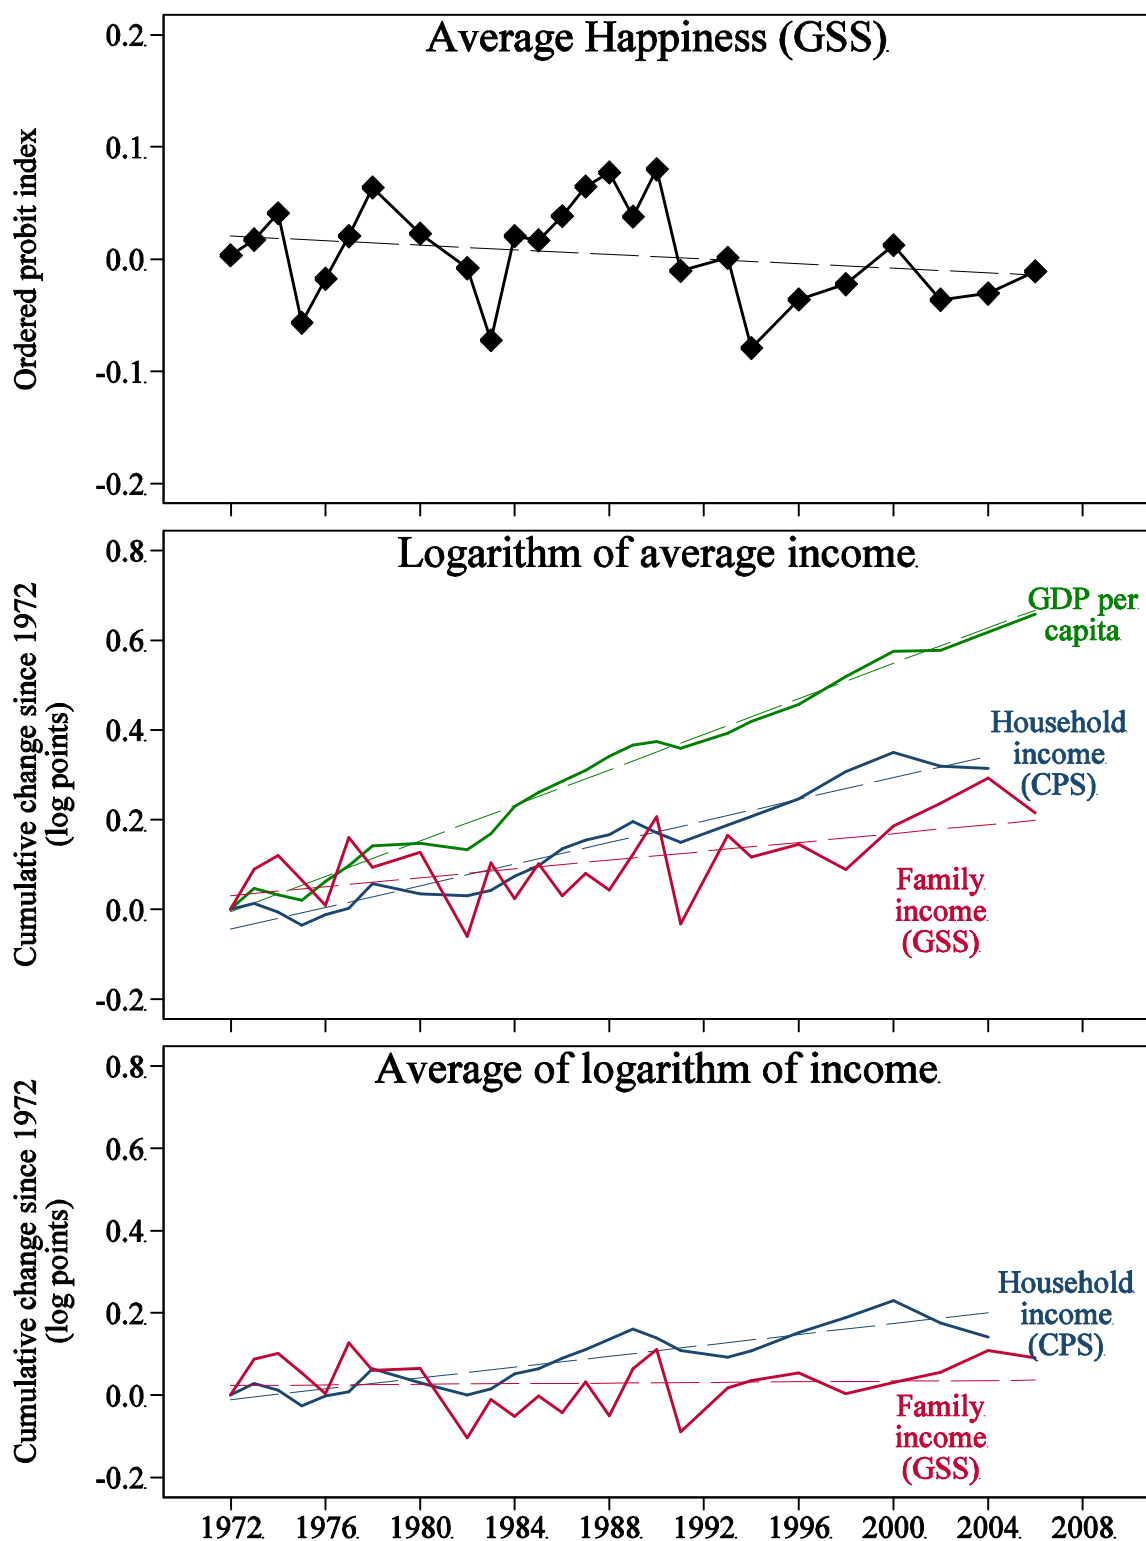 Average Happiness (GSS)
Ordered probit index
0.2
0.1
0.0
-0.1
-0.2
Logarithm of average income
Cumulative change since 1972
(log points)
0.8
0.6
0.4
0.2
0.0
-0.2
GDP per
capita
Household
income
(CPS)
Family
income
(GSS)
Average of logarithm of income
Cumulative change since 1972
(log points)
0.8
0.6
0.4
0.2
0.0
-0.2
Household
income
(CPS)
Family
income
(GSS)
1972 1976 1980 1984 1988 1992 1996 2000 2004 2008